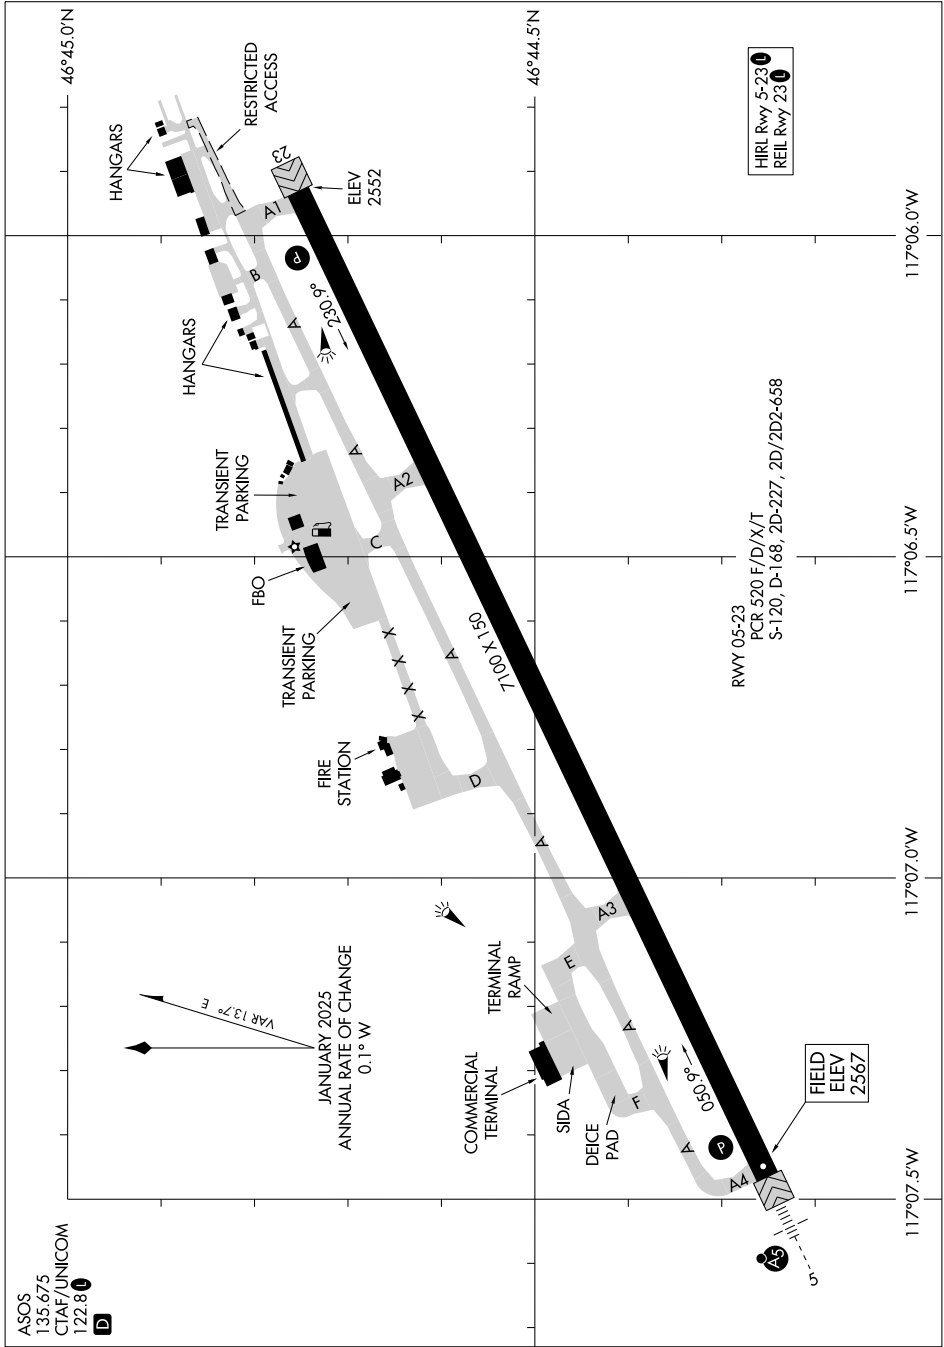 ASOS
135.675
CTAF/UNICOM
122.8 L
D
JANUARY 2025
ANNUAL RATE OF CHANGE
0.1° W
VAR 13.7° E
HANGARS
RESTRICTED
ACCESS
46°45.0'N
46°44.5'N
HANGARS
TRANSIENT
PARKING
FBO
TRANSIENT
PARKING
FIRE
STATION
COMMERCIAL
TERMINAL
TERMINAL
RAMP
SIDA
DEICE
PAD
23
ELEV
2552
A1
B
A
P
230.9°
A
A2
C
X
X
X
X
A
7100 X 150
D
A
A3
E
A
050.9°
F
A
P
A4
A5
5
FIELD
ELEV
2567
RWY 05-23
PCR 520 F/D/X/T
S-120, D-168, 2D-227, 2D/2D2-658
HIRL Rwy 5-23 L
REIL Rwy 23 L
117°07.5'W
117°07.0'W
117°06.5'W
117°06.0'W